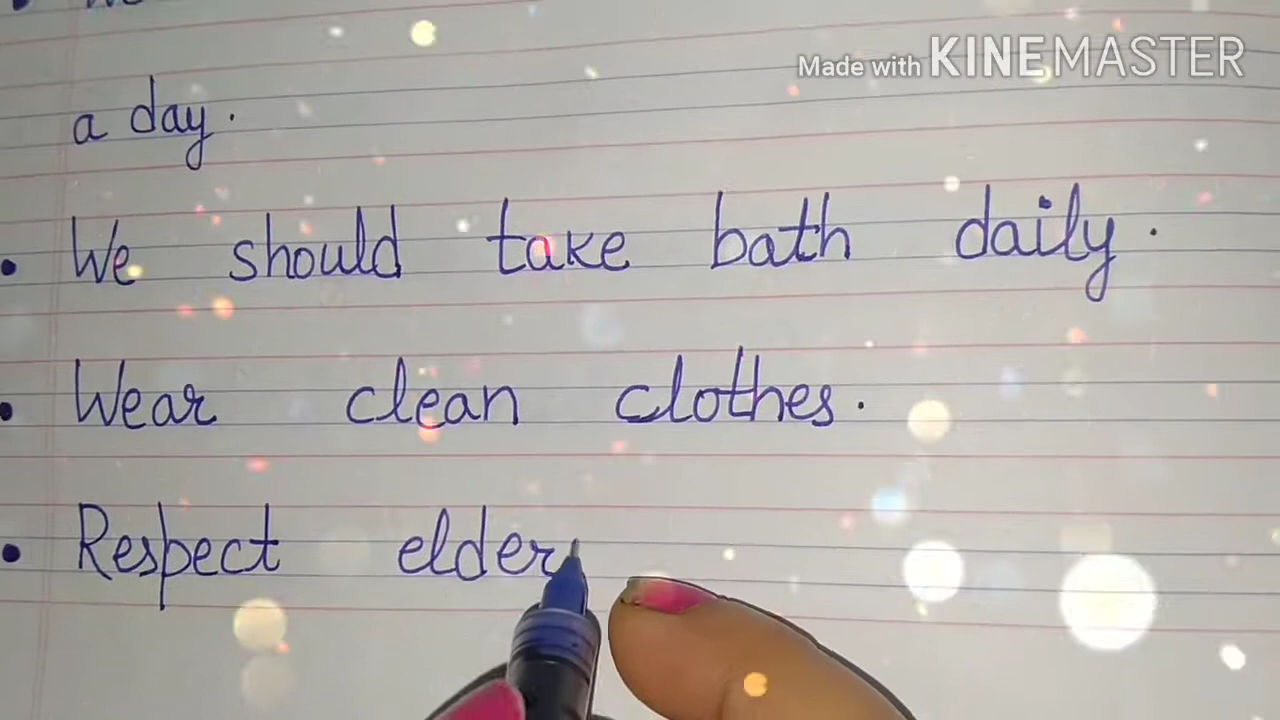 Made with KINEMASTER
a day.
• We should take bath daily.
• Wear clean clothes.
• Respect elder